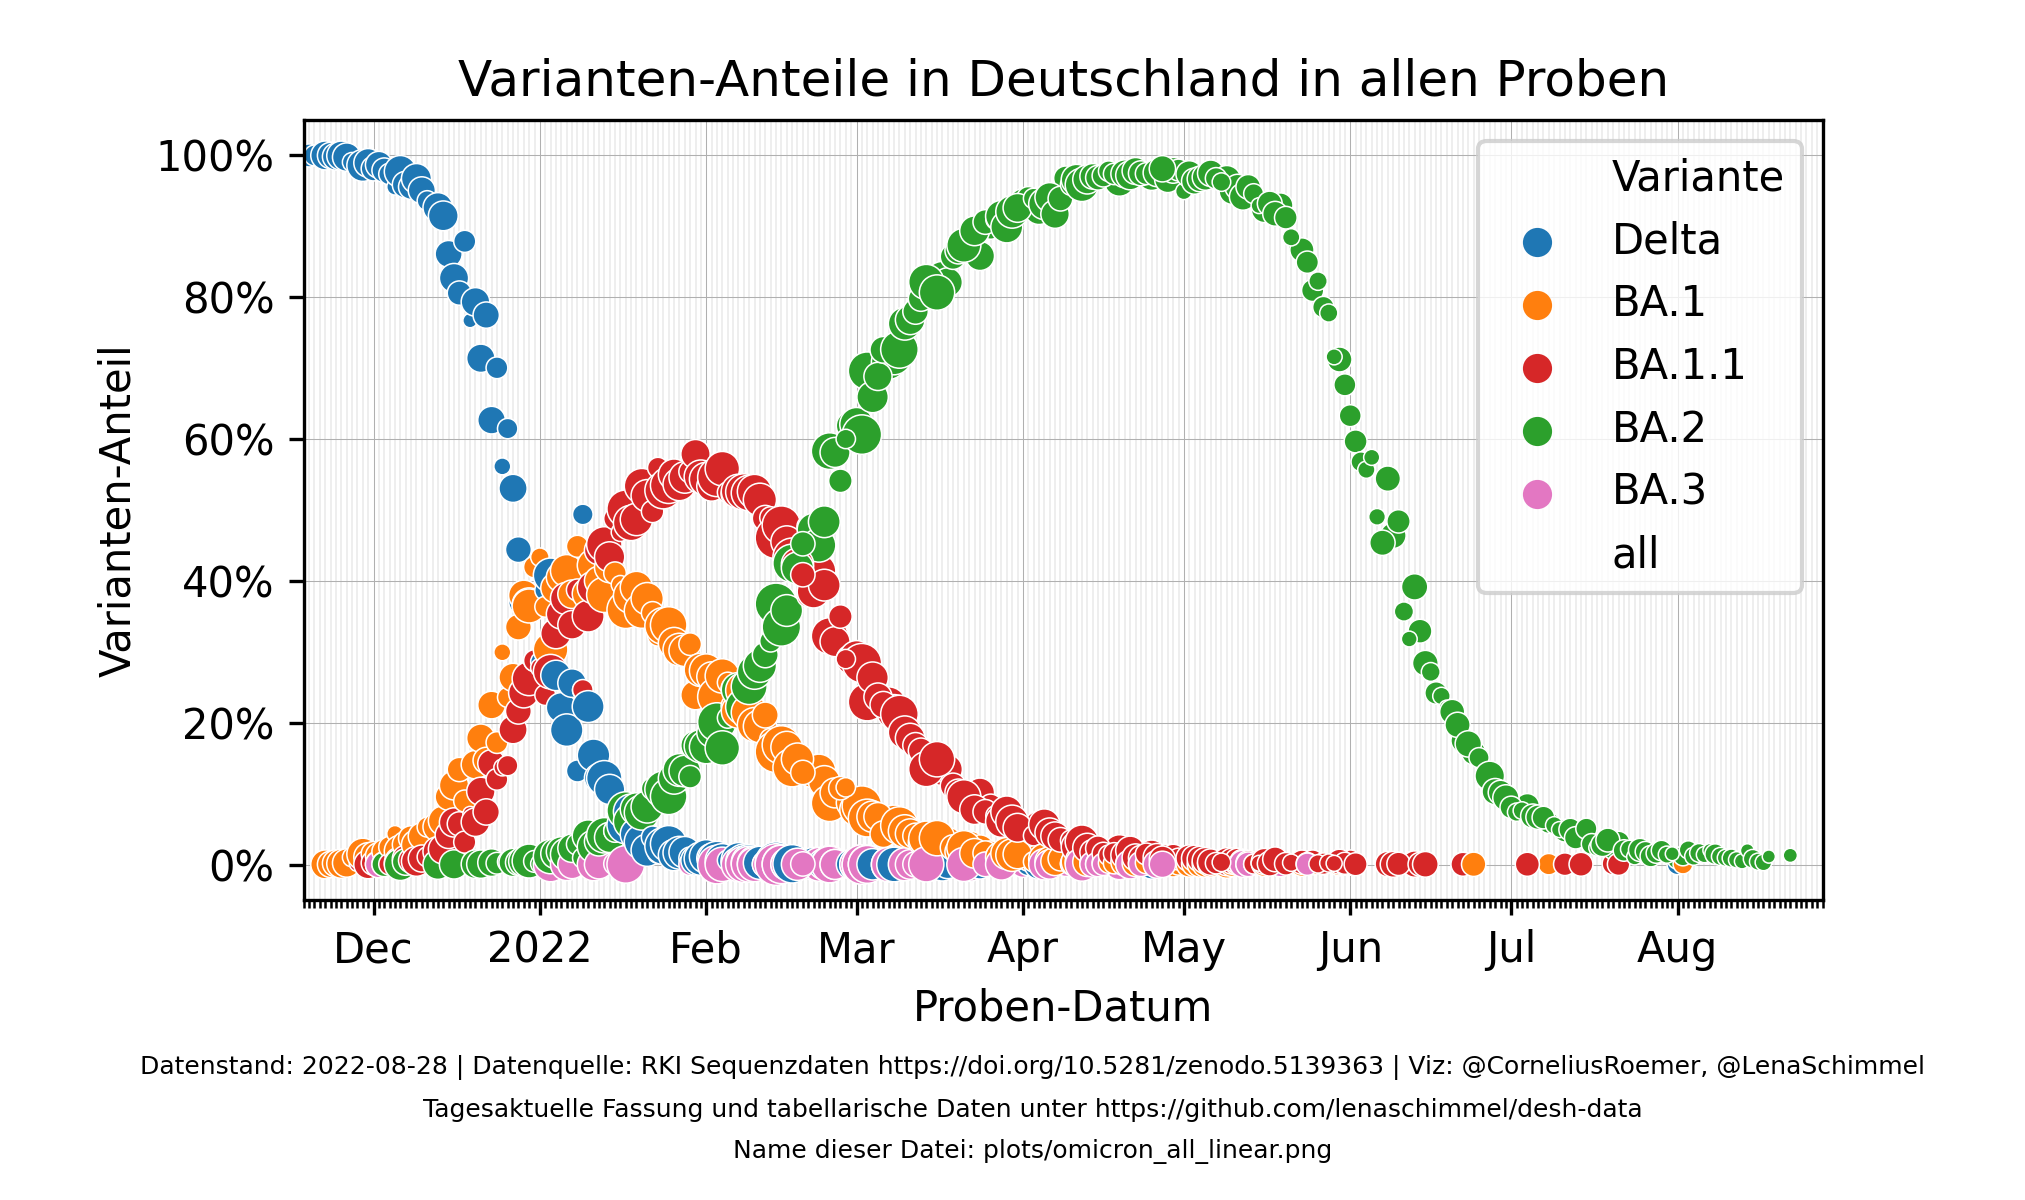 Varianten-Anteile in Deutschland in allen Proben
100%
80%
60%
40%
20%
0%
Varianten-Anteil
Variante
Delta
BA.1
BA.1.1
BA.2
BA.3
all
Dec 2022 Feb Mar Apr May Jun Jul Aug
Proben-Datum
Datenstand: 2022-08-28 | Datenquelle: RKI Sequenzdaten https://doi.org/10.5281/zenodo.5139363 | Viz: @CorneliusRoemer, @LenaSchimmel
Tagesaktuelle Fassung und tabellarische Daten unter https://github.com/lenaschimmel/desh-data
Name dieser Datei: plots/omicron_all_linear.png